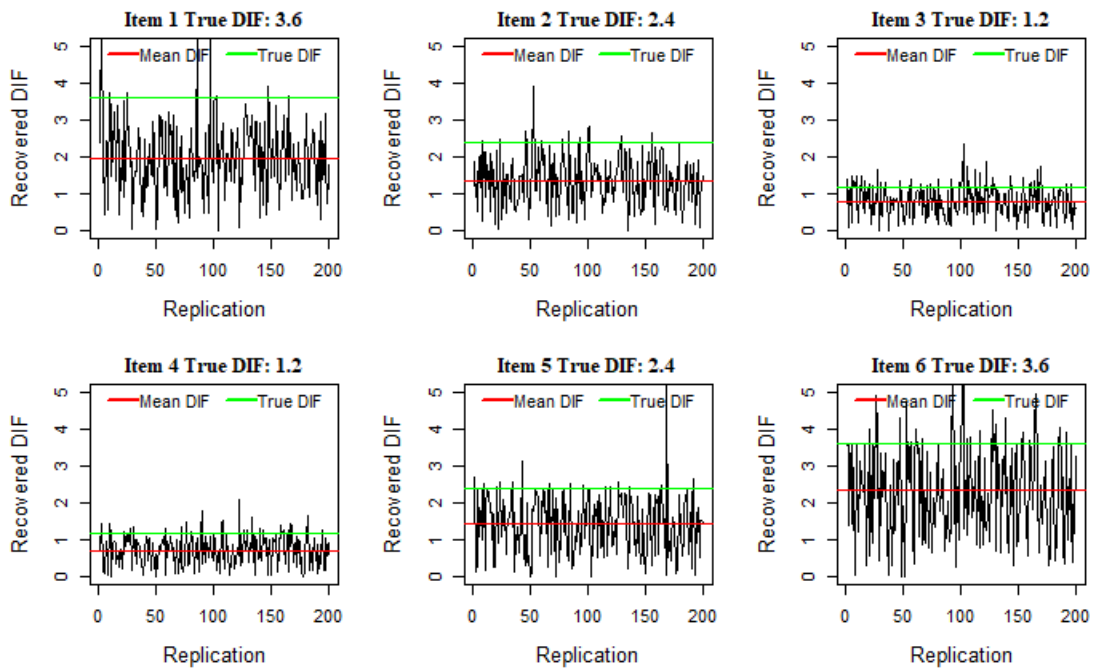 Item 1 True DIF: 3.6
Item 2 True DIF: 2.4
Item 3 True DIF: 1.2
Recovered DIF
5
4
3
2
1
0
Mean DIF
True DIF
0 50 100 150 200
Replication
Recovered DIF
5
4
3
2
1
0
Mean DIF
True DIF
0 50 100 150 200
Replication
Recovered DIF
5
4
3
2
1
0
Mean DIF
True DIF
0 50 100 150 200
Replication
Item 4 True DIF: 1.2
Item 5 True DIF: 2.4
Item 6 True DIF: 3.6
Recovered DIF
5
4
3
2
1
0
Mean DIF
True DIF
0 50 100 150 200
Replication
Recovered DIF
5
4
3
2
1
0
Mean DIF
True DIF
0 50 100 150 200
Replication
Recovered DIF
5
4
3
2
1
0
Mean DIF
True DIF
0 50 100 150 200
Replication